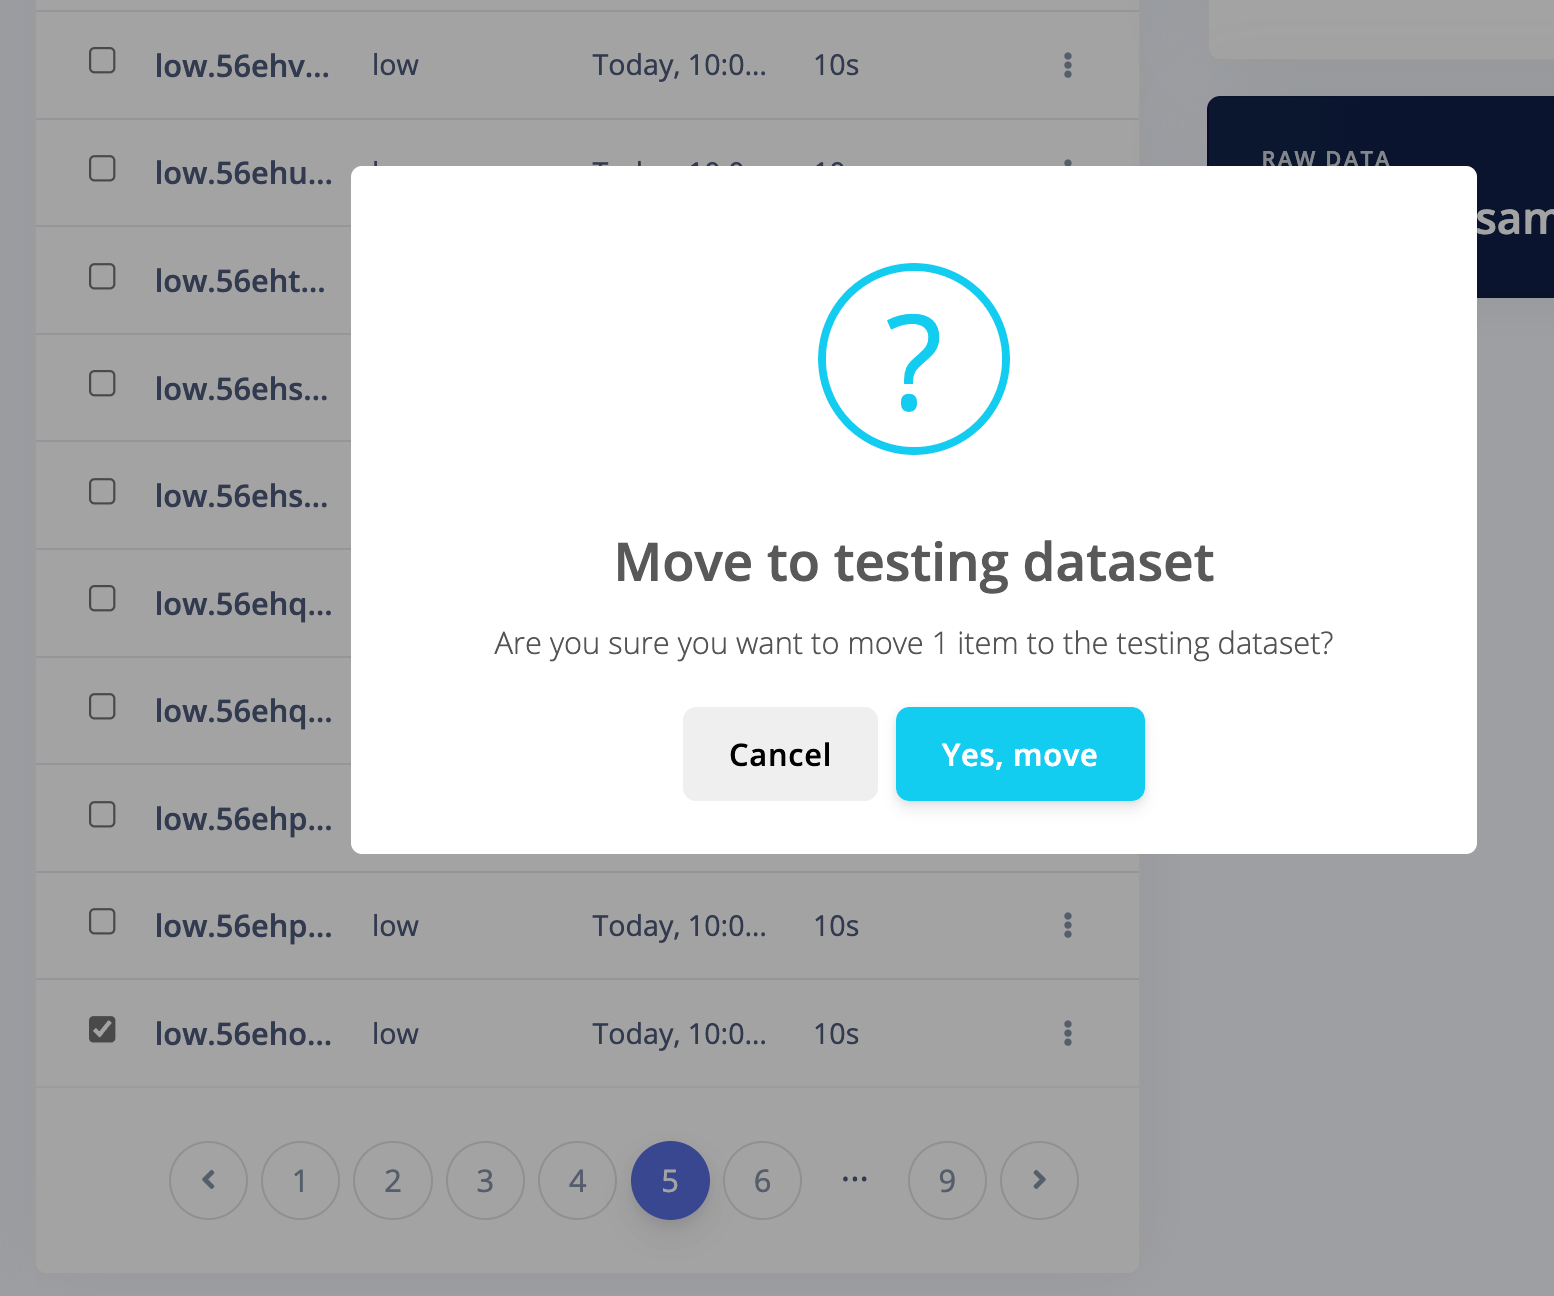 low.56ehv... low Today, 10:0... 10s
low.56ehu...
RAW DATA
sam
low.56eht...
low.56ehs...
low.56ehs...
low.56ehq...
low.56ehq...
low.56ehp...
?
Move to testing dataset
Are you sure you want to move 1 item to the testing dataset?
Cancel Yes, move
low.56ehp... low Today, 10:0... 10s
low.56eho... low Today, 10:0... 10s
1 2 3 4 5 6 ... 9